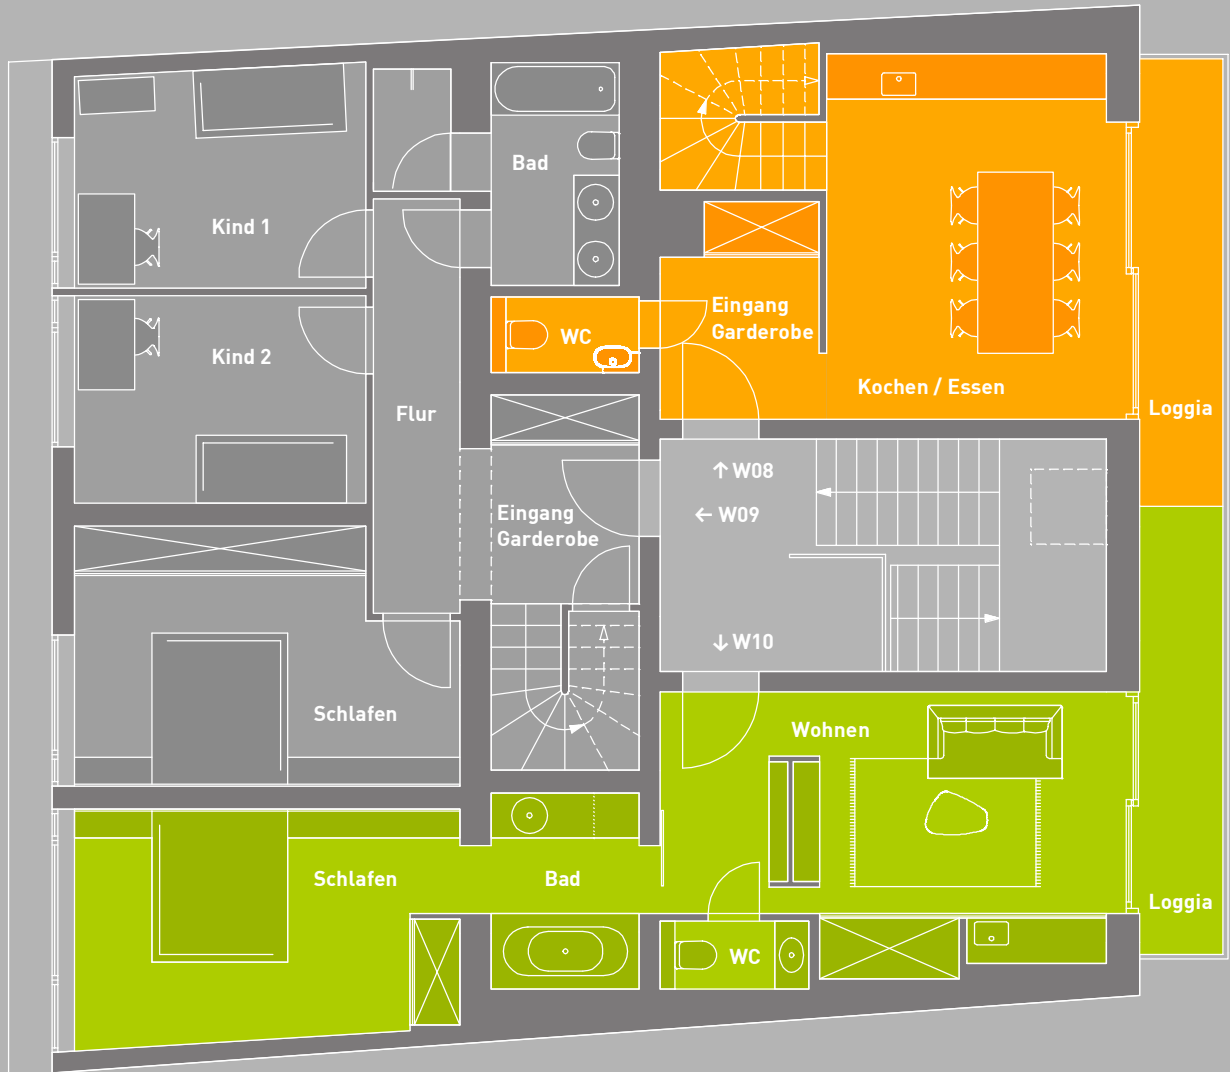 Bad
Kind 1
Eingang
Garderobe
WC
Kind 2
Kochen / Essen
Loggia
Flur
↑ W08
← W09
Eingang
Garderobe
↓ W10
Schlafen
Wohnen
Schlafen
Bad
Loggia
WC